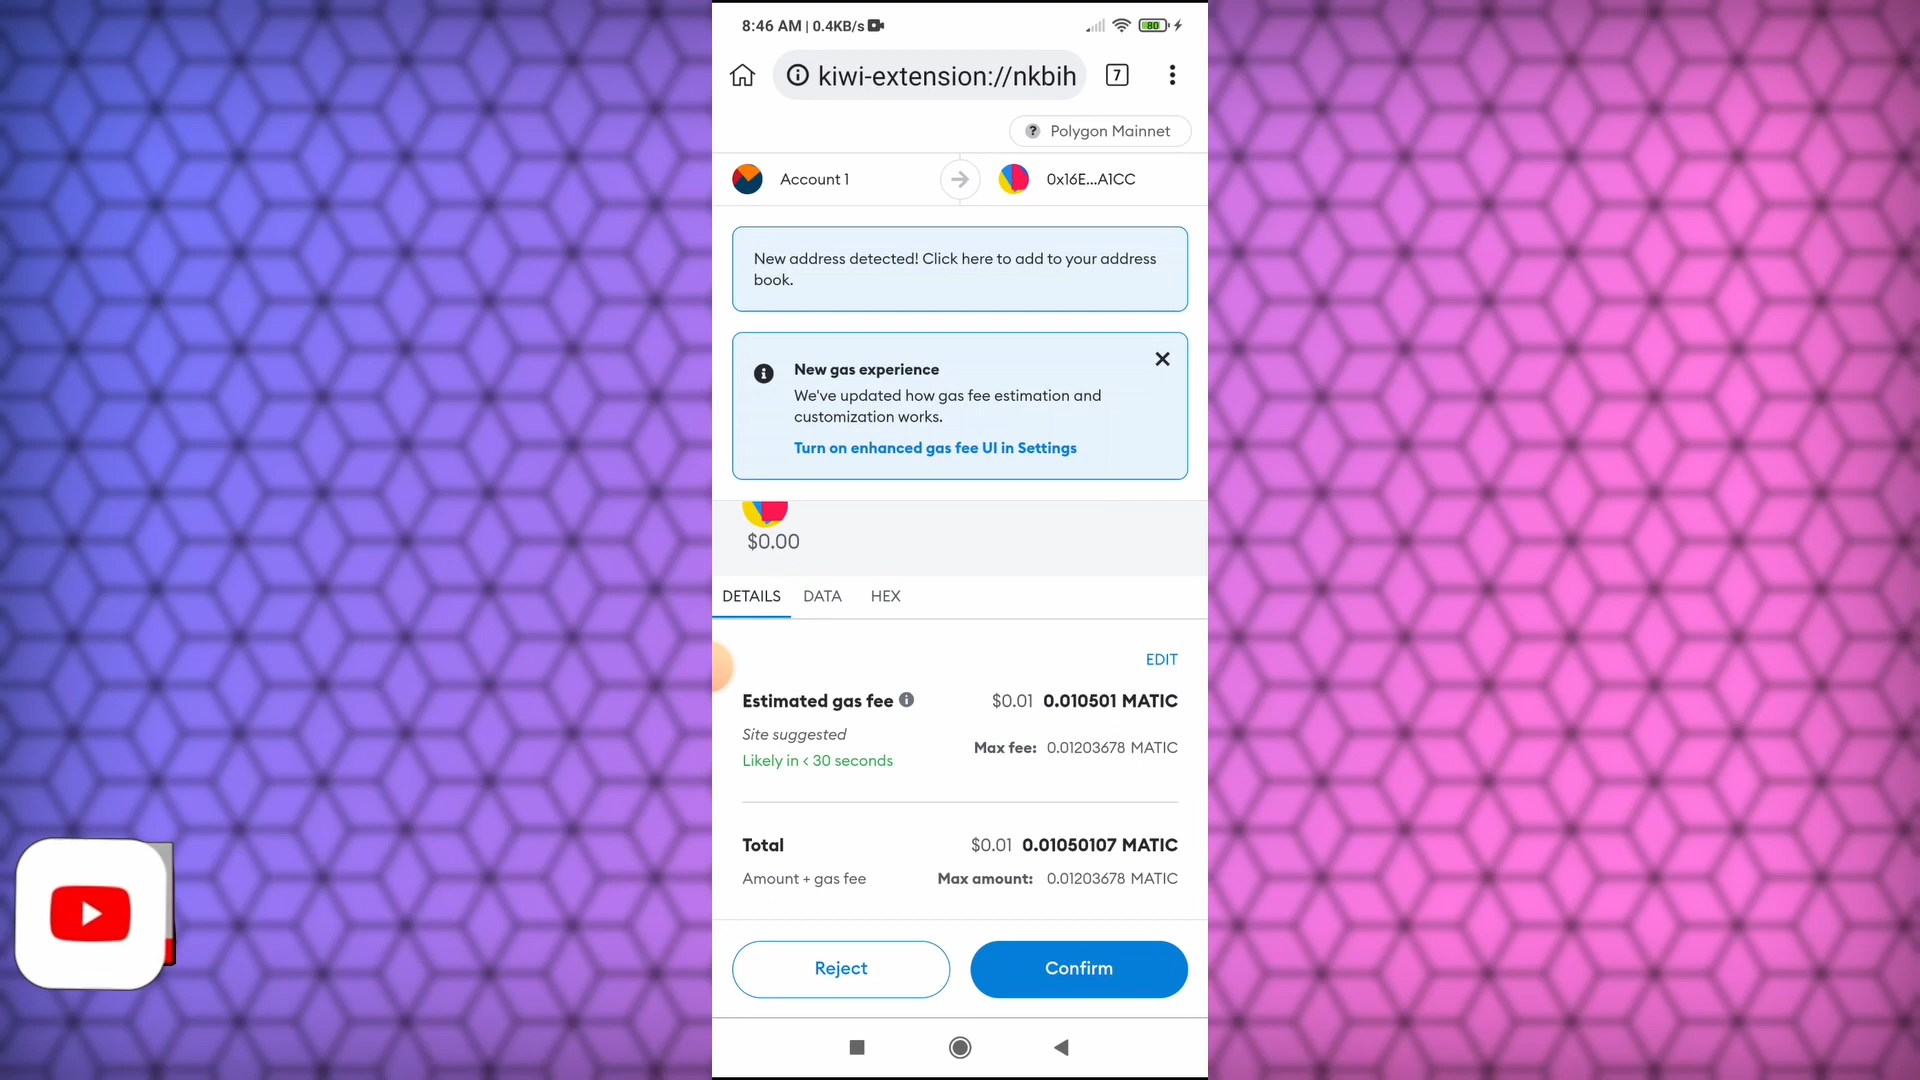 8:46 AM | 0.4KB/s
80
kiwi-extension://nkbih
7
? Polygon Mainnet
Account 1
0x16E...A1CC
New address detected! Click here to add to your address
book.
New gas experience
We've updated how gas fee estimation and
customization works.
Turn on enhanced gas fee UI in Settings
$0.00
DETAILS DATA HEX
EDIT
Estimated gas fee $0.01 0.010501 MATIC
Site suggested
Max fee: 0.01203678 MATIC
Likely in < 30 seconds
Total $0.01 0.01050107 MATIC
Amount + gas fee Max amount: 0.01203678 MATIC
Reject Confirm